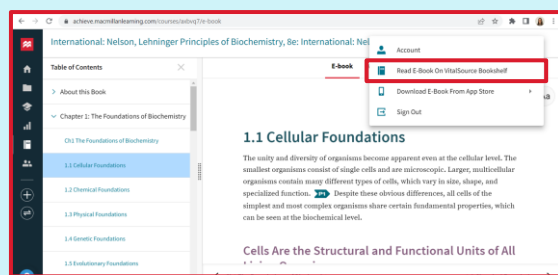 achieve.macmillanlearning.com/courses/axbvq7/e-book
International: Nelson, Lehninger Principles of Biochemistry, 8e: International: Nel
Account
Read E-Book On VitalSource Bookshelf
Download E-Book From App Store
Sign Out
Table of Contents
About this Book
Chapter 1: The Foundations of Biochemistry
Ch1 The Foundations of Biochemistry
1.1 Cellular Foundations
1.2 Chemical Foundations
1.3 Physical Foundations
1.4 Genetic Foundations
1.5 Evolutionary Foundations
E-book
1.1 Cellular Foundations
The unity and diversity of organisms become apparent even at the cellular level. The
smallest organisms consist of single cells and are microscopic. Larger, multicellular
organisms contain many different types of cells, which vary in size, shape, and
specialized function. P1 Despite these obvious differences, all cells of the
simplest and most complex organisms share certain fundamental properties, which
can be seen at the biochemical level.
Cells Are the Structural and Functional Units of All